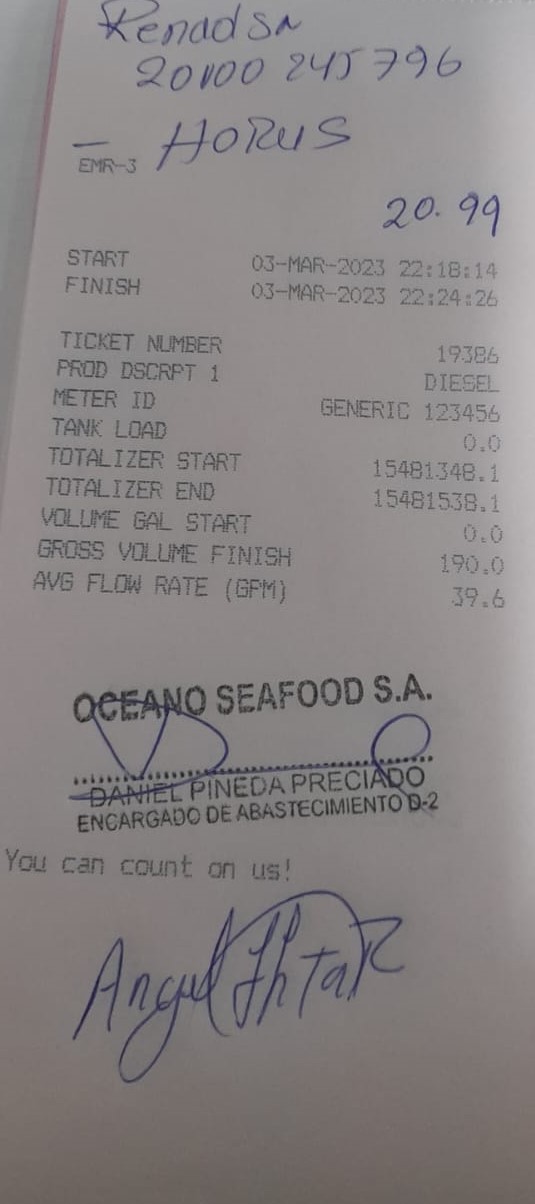 Renadsa
20100 245 796
- HORUS
EMR-3
20.99
START 03-MAR-2023 22:18:14
FINISH 03-MAR-2023 22:24:26
TICKET NUMBER 19386
PROD DSCRPT 1 DIESEL
METER ID GENERIC 123456
TANK LOAD 0.0
TOTALIZER START 15481348.1
TOTALIZER END 15481538.1
VOLUME GAL START 0.0
GROSS VOLUME FINISH 190.0
AVG FLOW RATE (GPM) 39.6
OCEANO SEAFOOD S.A.
DANIEL PINEDA PRECIADO
ENCARGADO DE ABASTECIMIENTO D-2
You can count on us!
Angel